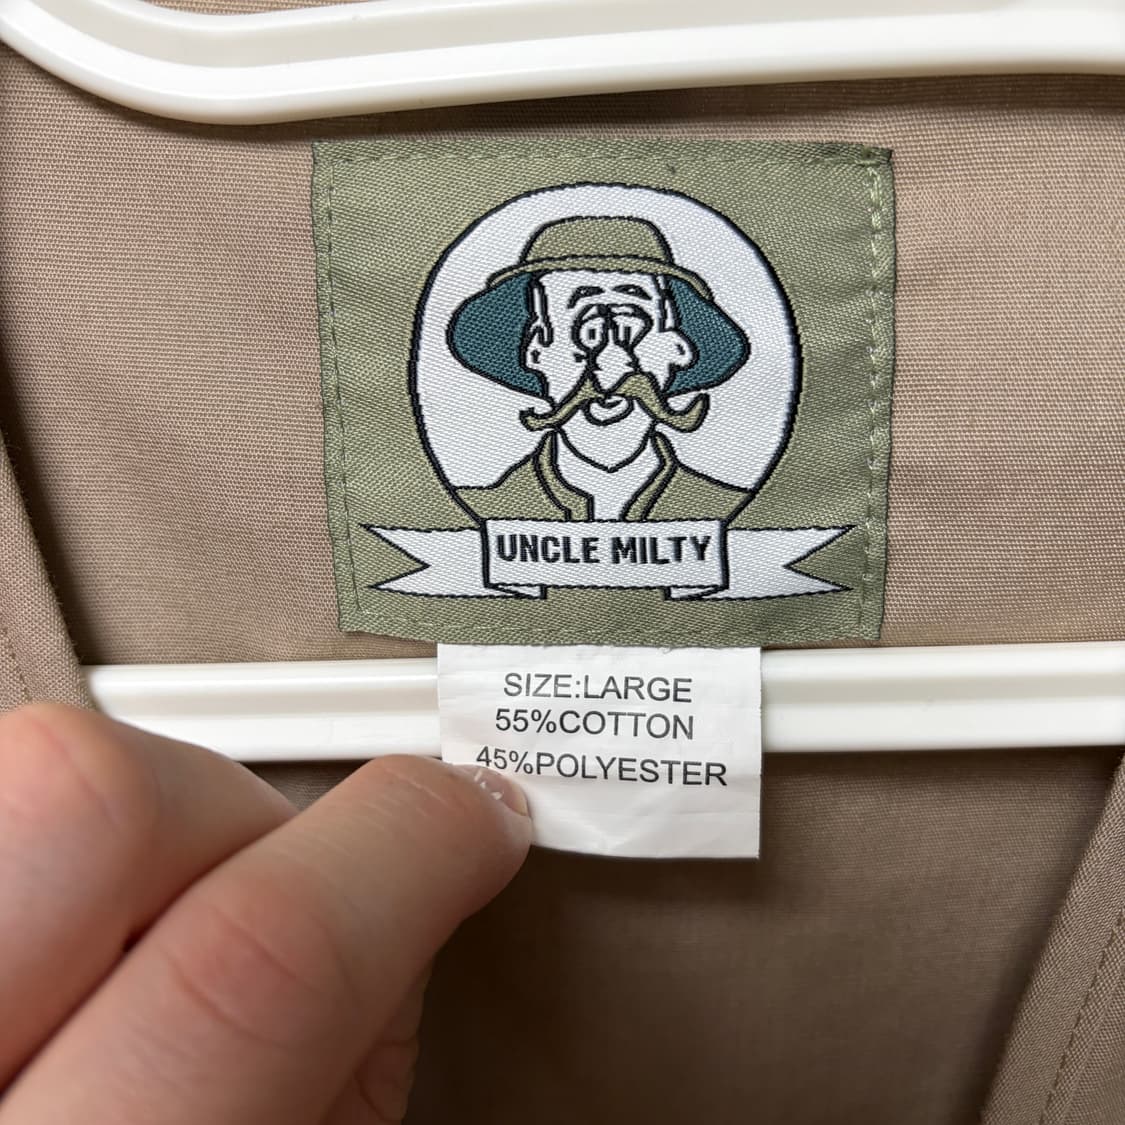 UNCLE MILTY
SIZE:LARGE
55%COTTON
45%POLYESTER